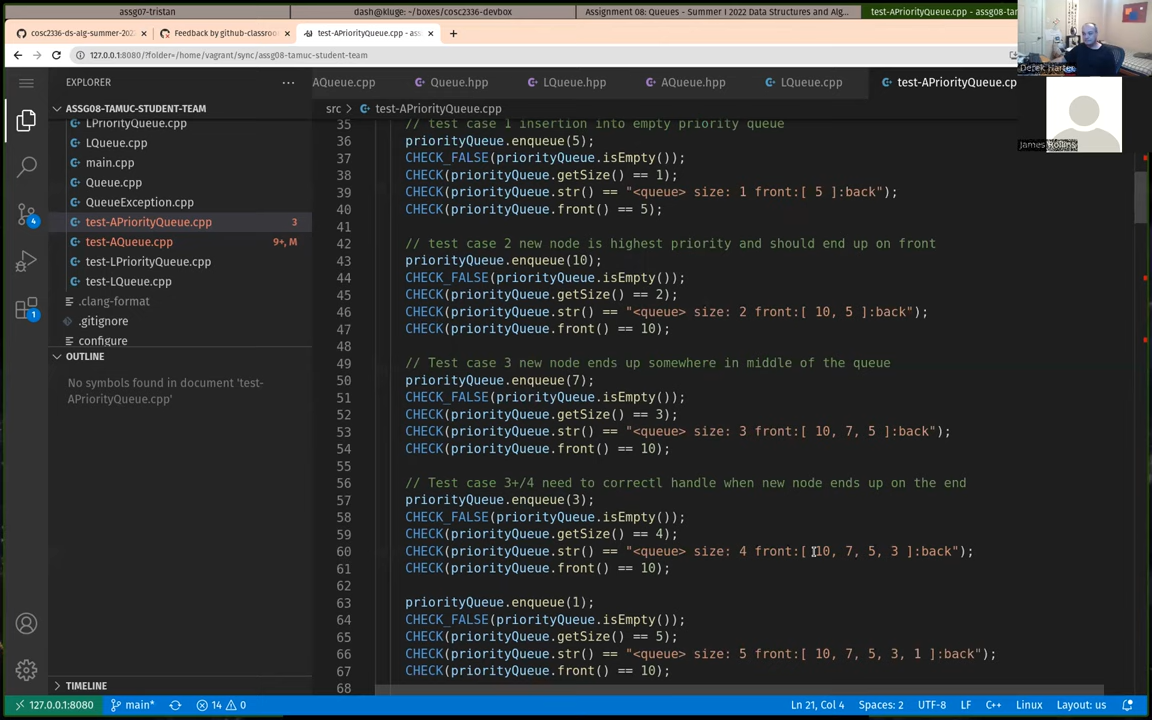 assg07-tristan
dash@kluge: ~/boxes/cosc2336-devbox
Assignment 08: Queues - Summer I 2022 Data Structures and Alg...
test-APriorityQueue.cpp - assg08-tam
cosc2336-ds-alg-summer-202
Feedback by github-classroo
test-APriorityQueue.cpp - ass
127.0.0.1:8080/?folder=/home/vagrant/sync/assg08-tamuc-student-team
Derek Harter
James Rollins
EXPLORER
AQueue.cpp
Queue.hpp
LQueue.hpp
AQueue.hpp
LQueue.cpp
test-APriorityQueue.cp
ASSG08-TAMUC-STUDENT-TEAM
LPriorityQueue.cpp
LQueue.cpp
main.cpp
Queue.cpp
QueueException.cpp
test-APriorityQueue.cpp 3
test-AQueue.cpp 9+, M
test-LPriorityQueue.cpp
test-LQueue.cpp
.clang-format
.gitignore
configure
OUTLINE
No symbols found in document 'test-
APriorityQueue.cpp'
TIMELINE
4
1
src > test-APriorityQueue.cpp
35 // test case 1 insertion into empty priority queue
36 priorityQueue.enqueue(5);
37 CHECK_FALSE(priorityQueue.isEmpty());
38 CHECK(priorityQueue.getSize() == 1);
39 CHECK(priorityQueue.str() == "<queue> size: 1 front:[ 5 ]:back");
40 CHECK(priorityQueue.front() == 5);
41
42 // test case 2 new node is highest priority and should end up on front
43 priorityQueue.enqueue(10);
44 CHECK_FALSE(priorityQueue.isEmpty());
45 CHECK(priorityQueue.getSize() == 2);
46 CHECK(priorityQueue.str() == "<queue> size: 2 front:[ 10, 5 ]:back");
47 CHECK(priorityQueue.front() == 10);
48
49 // Test case 3 new node ends up somewhere in middle of the queue
50 priorityQueue.enqueue(7);
51 CHECK_FALSE(priorityQueue.isEmpty());
52 CHECK(priorityQueue.getSize() == 3);
53 CHECK(priorityQueue.str() == "<queue> size: 3 front:[ 10, 7, 5 ]:back");
54 CHECK(priorityQueue.front() == 10);
55
56 // Test case 3+/4 need to correctl handle when new node ends up on the end
57 priorityQueue.enqueue(3);
58 CHECK_FALSE(priorityQueue.isEmpty());
59 CHECK(priorityQueue.getSize() == 4);
60 CHECK(priorityQueue.str() == "<queue> size: 4 front:[ 10, 7, 5, 3 ]:back");
61 CHECK(priorityQueue.front() == 10);
62
63 priorityQueue.enqueue(1);
64 CHECK_FALSE(priorityQueue.isEmpty());
65 CHECK(priorityQueue.getSize() == 5);
66 CHECK(priorityQueue.str() == "<queue> size: 5 front:[ 10, 7, 5, 3, 1 ]:back");
67 CHECK(priorityQueue.front() == 10);
68
127.0.0.1:8080 main* 14 0 Ln 21, Col 4 Spaces: 2 UTF-8 LF C++ Linux Layout: us